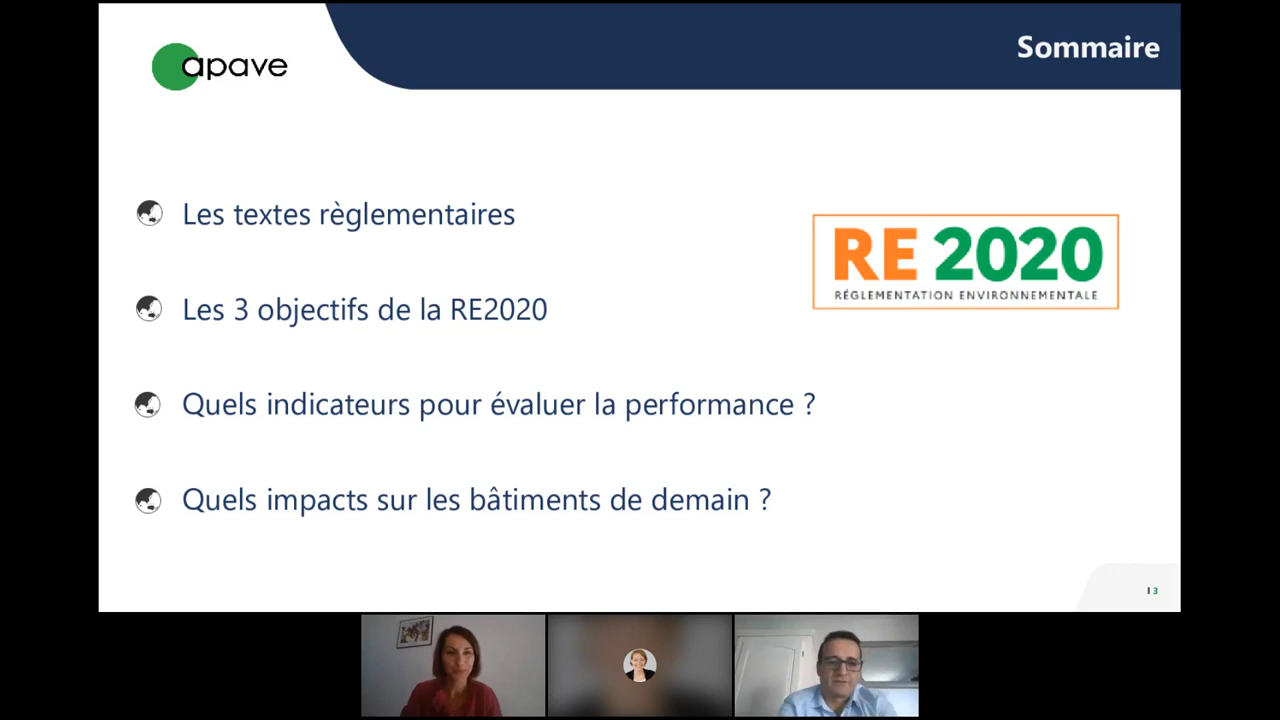 apave
Sommaire
Les textes règlementaires
Les 3 objectifs de la RE2020
Quels indicateurs pour évaluer la performance ?
Quels impacts sur les bâtiments de demain ?
RE 2020
RÉGLEMENTATION ENVIRONNEMENTALE
I 3